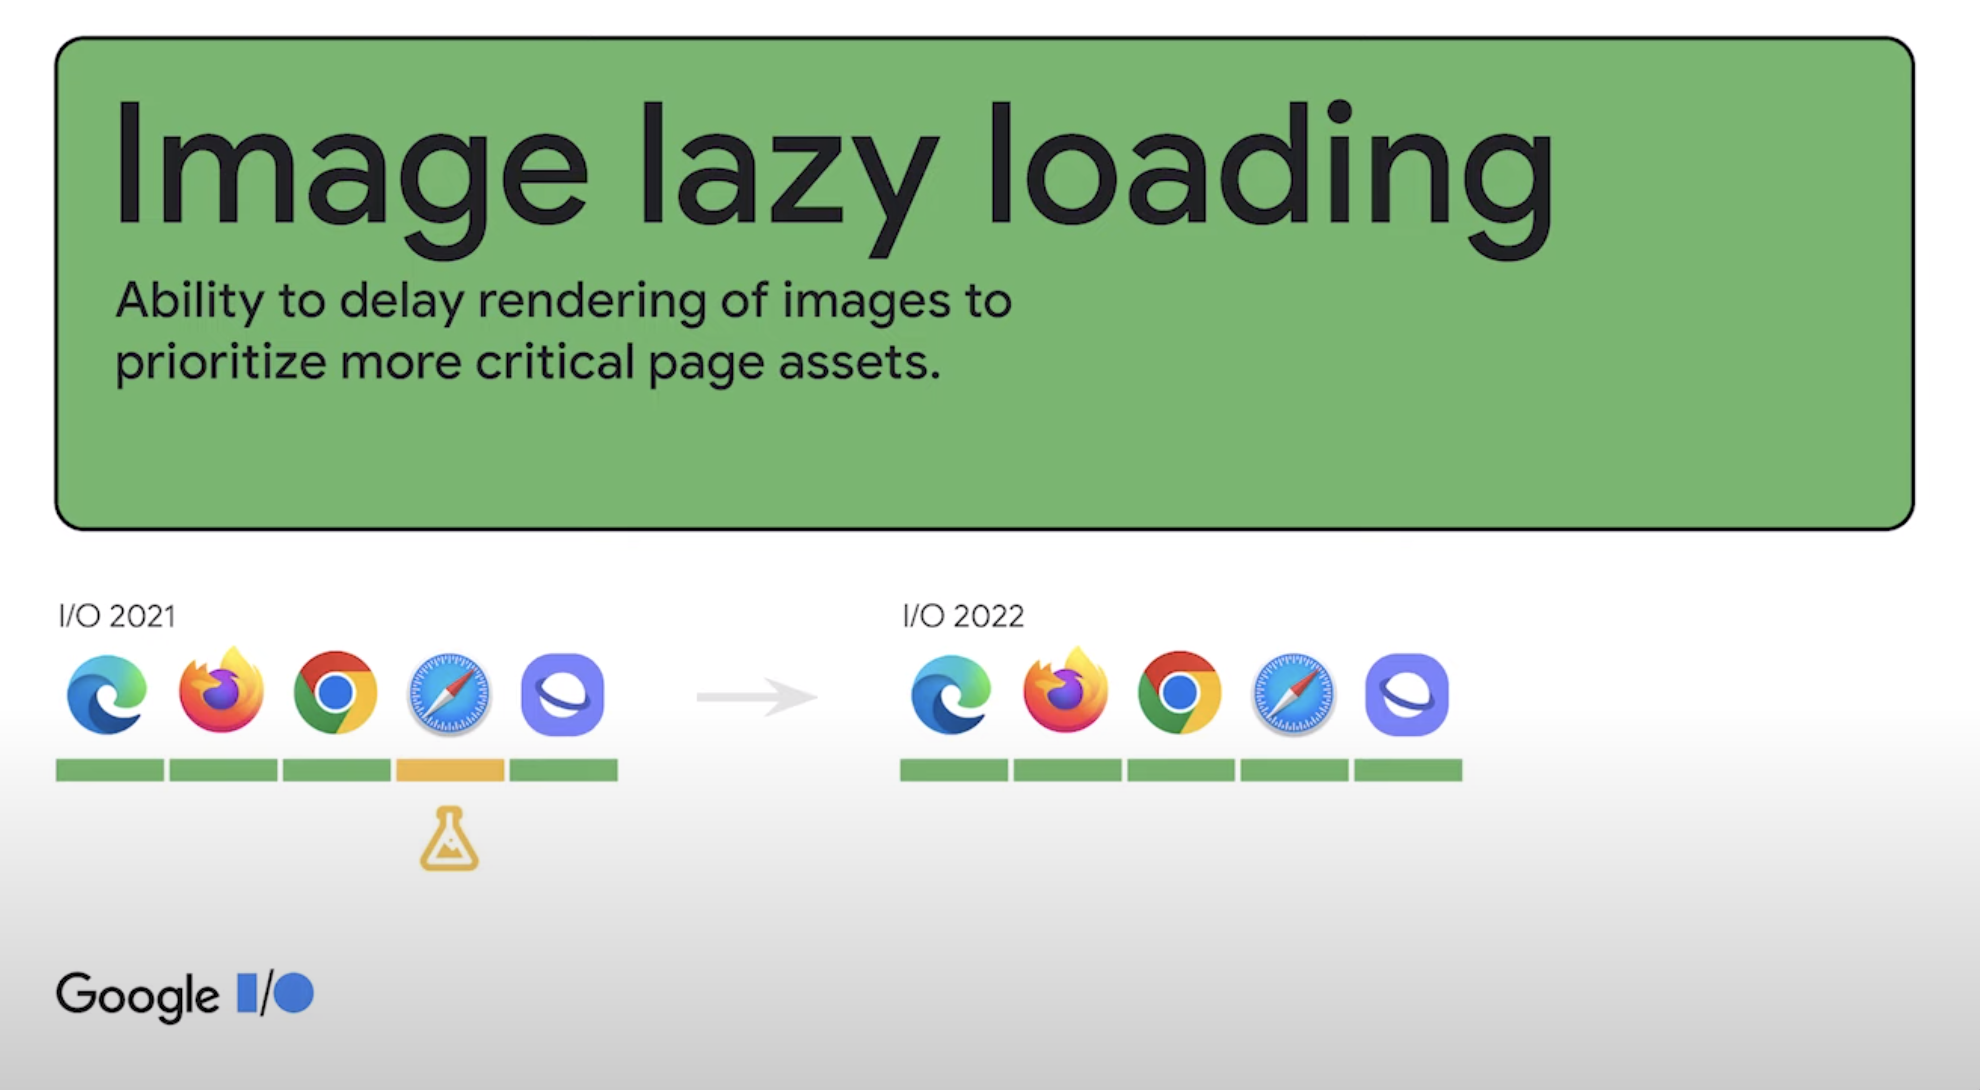 Image lazy loading
Ability to delay rendering of images to
prioritize more critical page assets.
I/O 2021
I/O 2022
Google I/O